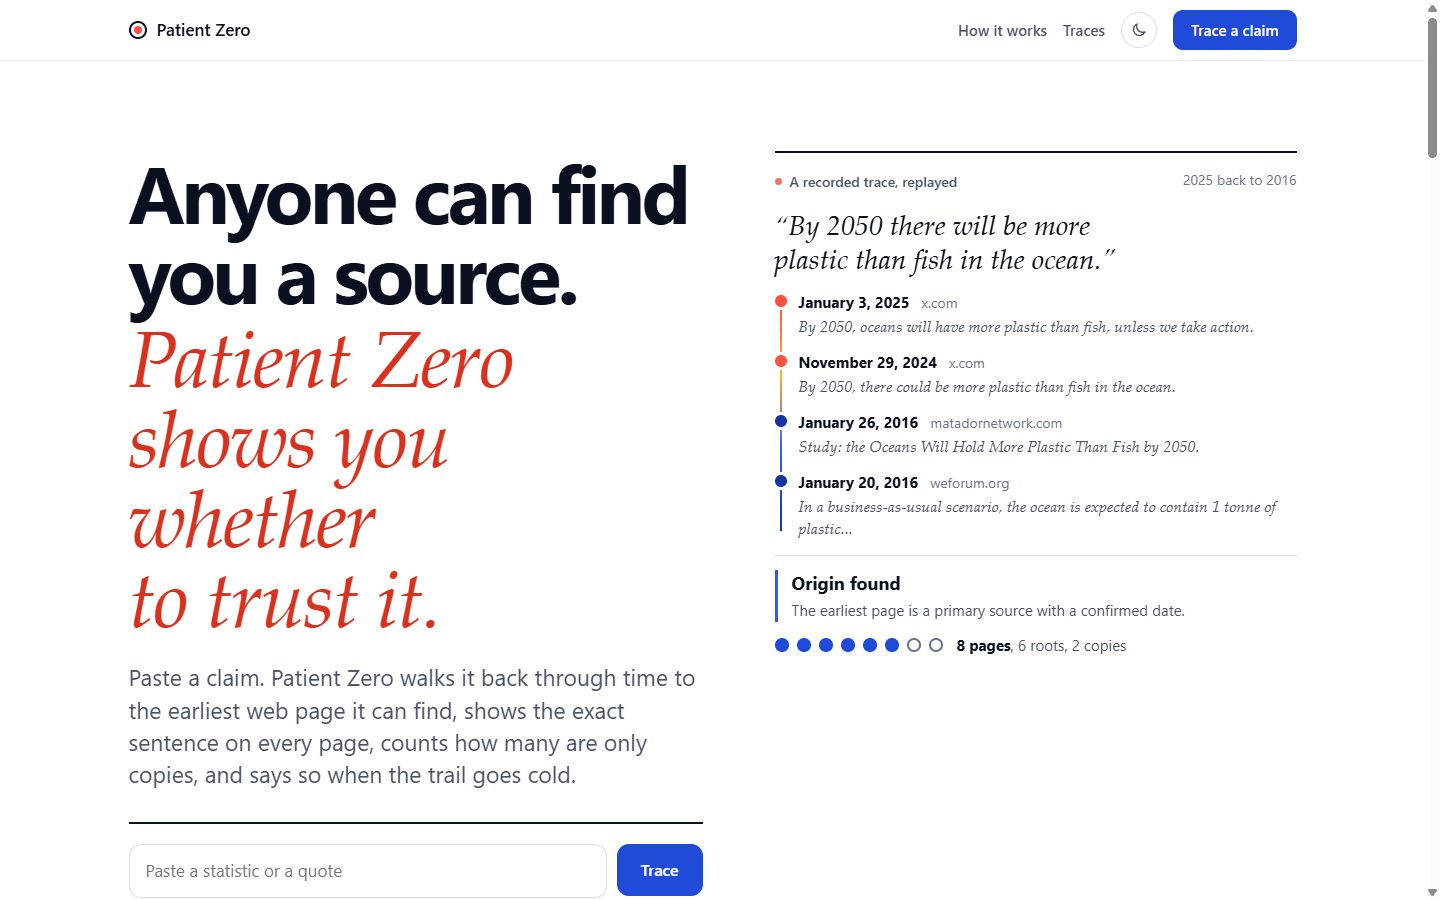 Patient Zero
How it works
Traces
Trace a claim
Anyone can find
you a source.
Patient Zero
shows you
whether
to trust it.
Paste a claim. Patient Zero walks it back through time to
the earliest web page it can find, shows the exact
sentence on every page, counts how many are only
copies, and says so when the trail goes cold.
Paste a statistic or a quote
Trace
A recorded trace, replayed
2025 back to 2016
“By 2050 there will be more
plastic than fish in the ocean.”
January 3, 2025 x.com
By 2050, oceans will have more plastic than fish, unless we take action.
November 29, 2024 x.com
By 2050, there could be more plastic than fish in the ocean.
January 26, 2016 matadornetwork.com
Study: the Oceans Will Hold More Plastic Than Fish by 2050.
January 20, 2016 weforum.org
In a business-as-usual scenario, the ocean is expected to contain 1 tonne of
plastic...
Origin found
The earliest page is a primary source with a confirmed date.
8 pages, 6 roots, 2 copies